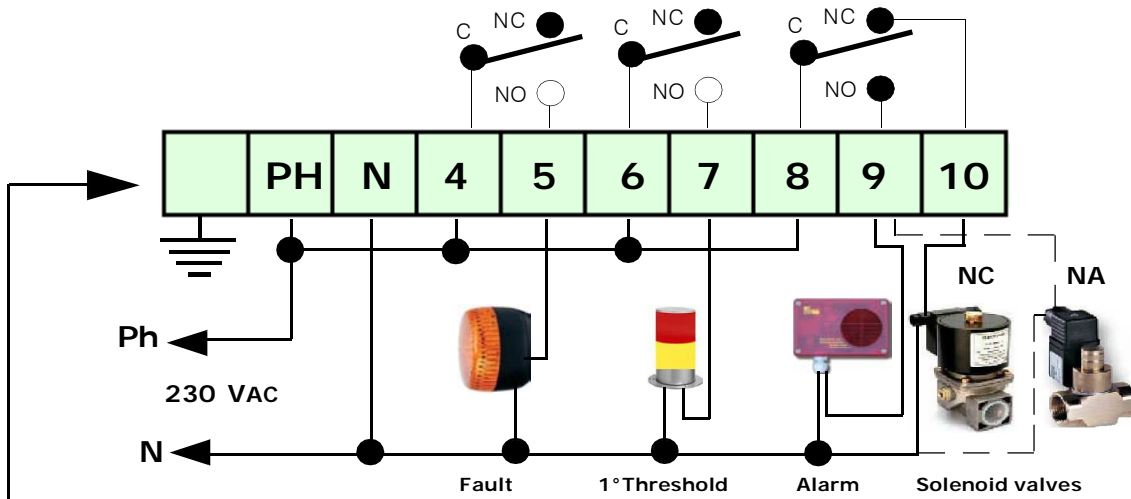 C NC C NC C NC
NO NO NO
PH N 4 5 6 7 8 9 10
NC NA
Ph
230 VAC
N
Fault 1°Threshold Alarm Solenoid valves